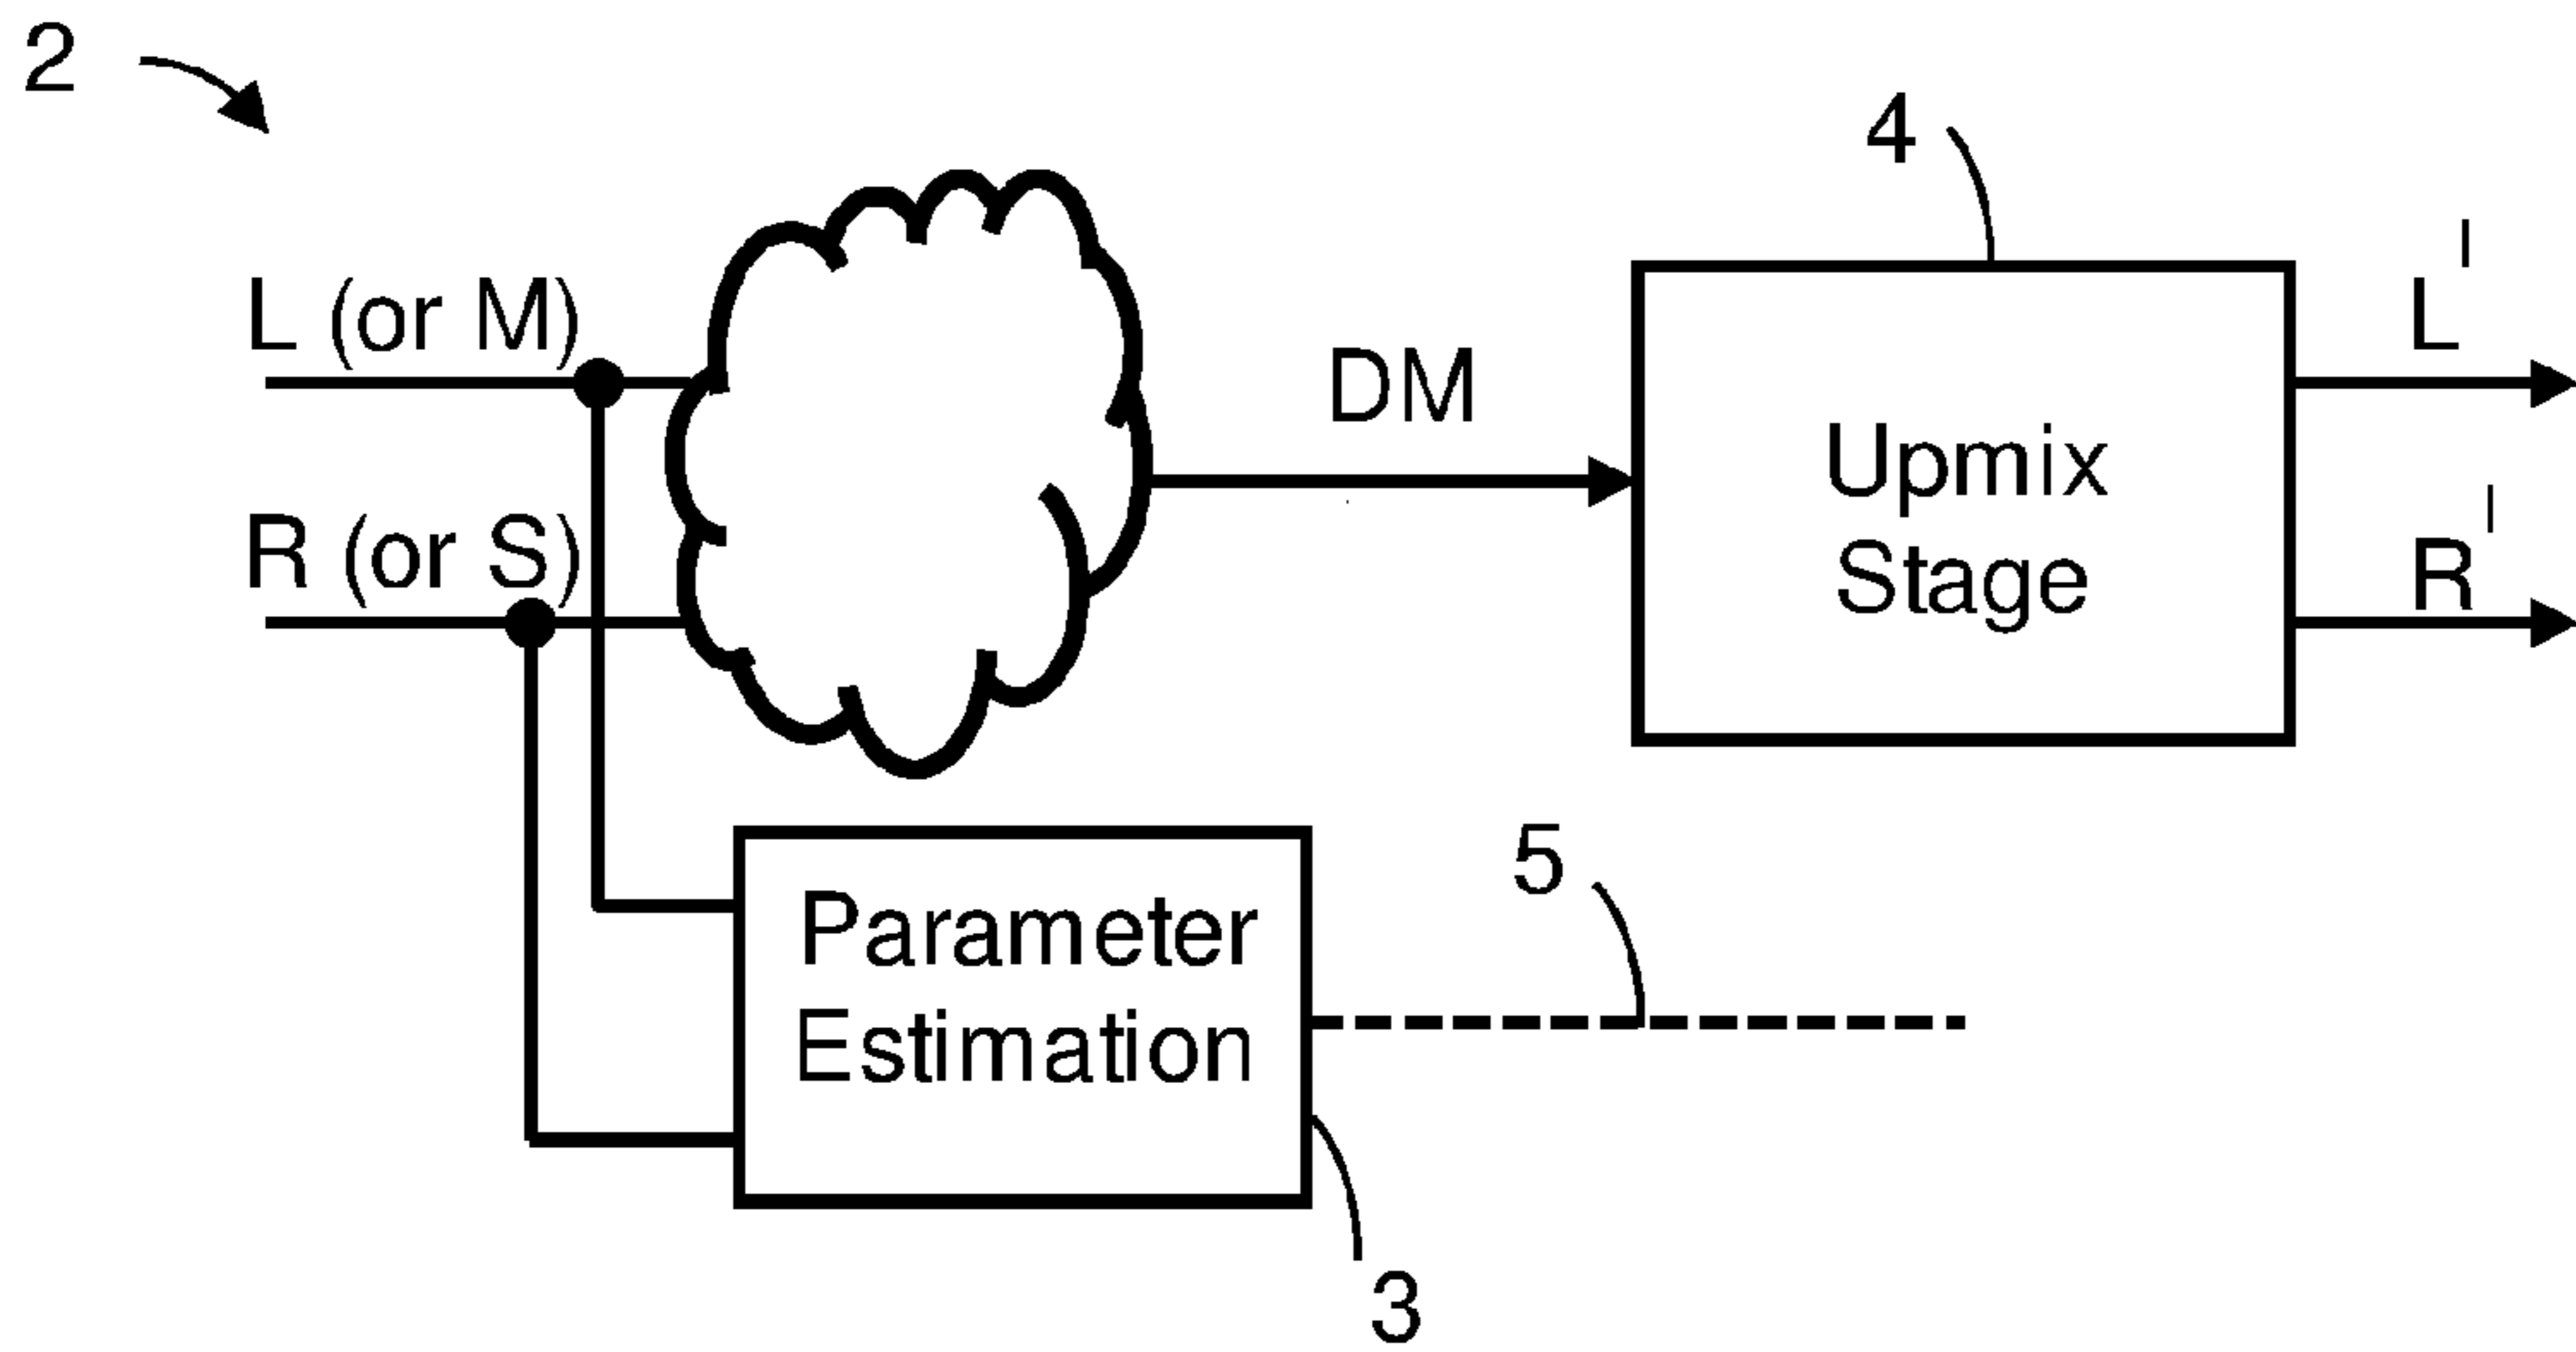 2
4
L (or M)
L'
DM
Upmix
Stage
R (or S)
R'
5
Parameter
Estimation
3